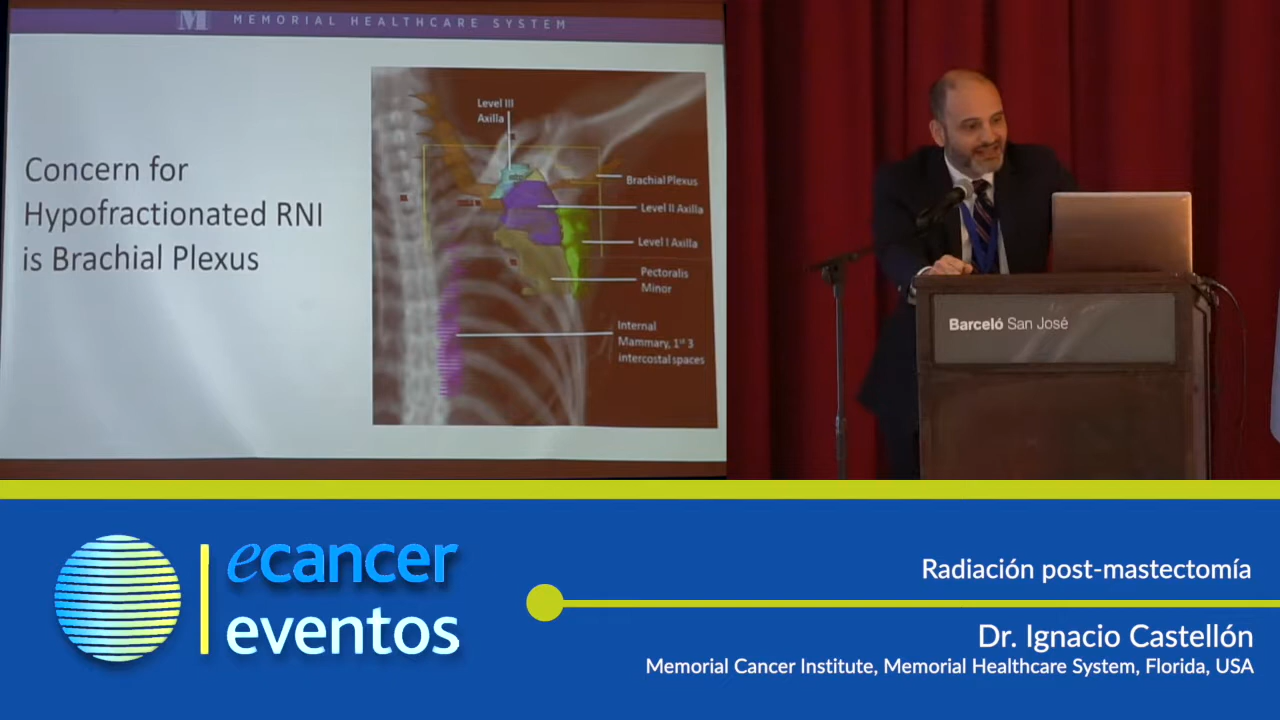 M MEMORIAL HEALTHCARE SYSTEM
Concern for
Hypofractionated RNI
is Brachial Plexus
Level III
Axilla
Brachial Plexus
Level II Axilla
Level I Axilla
Pectoralis
Minor
Internal
Mammary, 1st 3
intercostal spaces
Barceló San José
ecancer
eventos
Radiación post-mastectomía
Dr. Ignacio Castellón
Memorial Cancer Institute, Memorial Healthcare System, Florida, USA